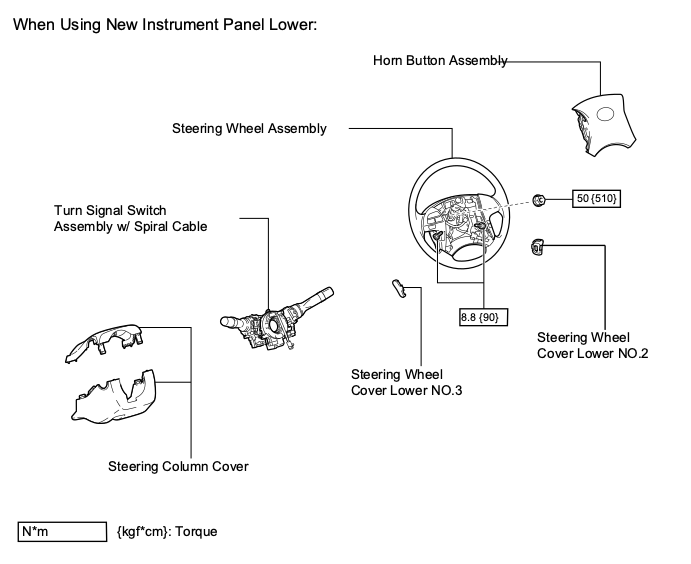 When Using New Instrument Panel Lower:
Horn Button Assembly
Steering Wheel Assembly
50 {510}
Turn Signal Switch
Assembly w/ Spiral Cable
8.8 {90}
Steering Wheel
Cover Lower NO.2
Steering Wheel
Cover Lower NO.3
Steering Column Cover
N*m
{kgf*cm}: Torque